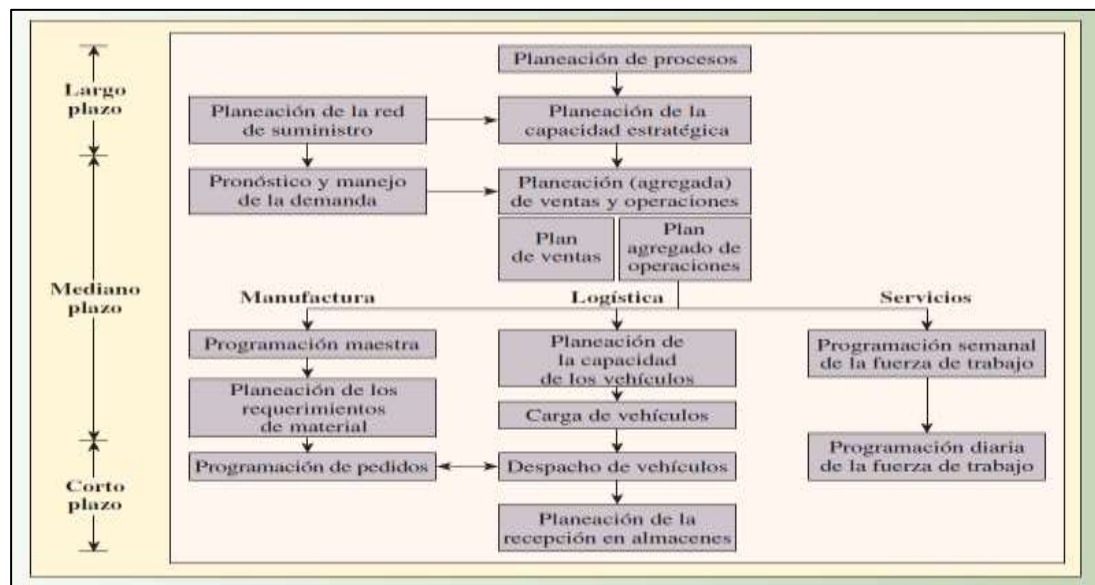 Largo
plazo
Planeación de procesos
Planeación de la red
de suministro
Planeación de la
capacidad estratégica
Pronóstico y manejo
de la demanda
Planeación (agregada)
de ventas y operaciones
Plan
de ventas
Plan
agregado de
operaciones
Mediano
plazo
Manufactura
Logística
Servicios
Programación maestra
Planeación de
la capacidad
de los vehículos
Programación semanal
de la fuerza de trabajo
Planeación de los
requerimientos
de material
Carga de vehículos
Corto
plazo
Programación de pedidos
Despacho de vehículos
Programación diaria
de la fuerza de trabajo
Planeación de la
recepción en almacenes